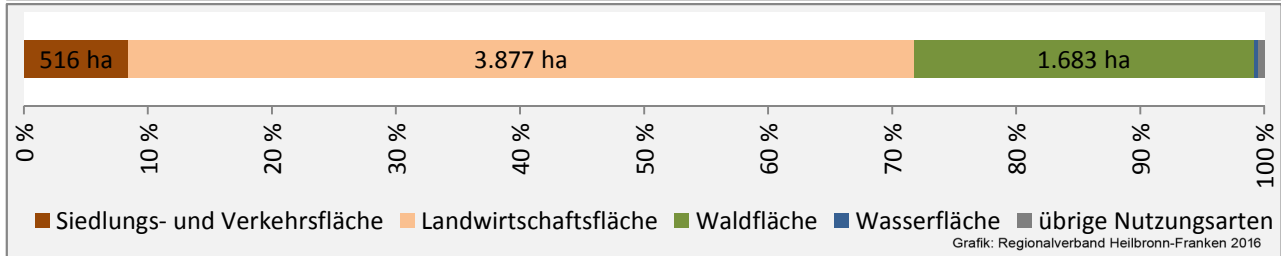 516 ha 3.877 ha 1.683 ha
0 % 10 % 20 % 30 % 40 % 50 % 60 % 70 % 80 % 90 % 100 %
Siedlungs- und Verkehrsfläche Landwirtschaftsfläche Waldfläche Wasserfläche übrige Nutzungsarten
Grafik: Regionalverband Heilbronn-Franken 2016